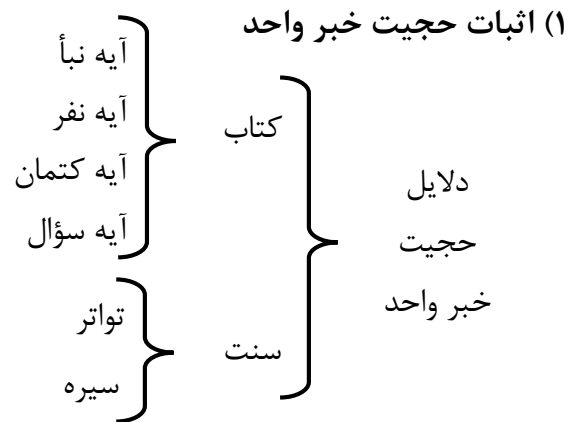 ۱) اثبات حجیت خبر واحد
دلایل
حجیت
خبر واحد
کتاب
آیه نبأ
آیه نفر
آیه کتمان
آیه سؤال
سنت
تواتر
سیره